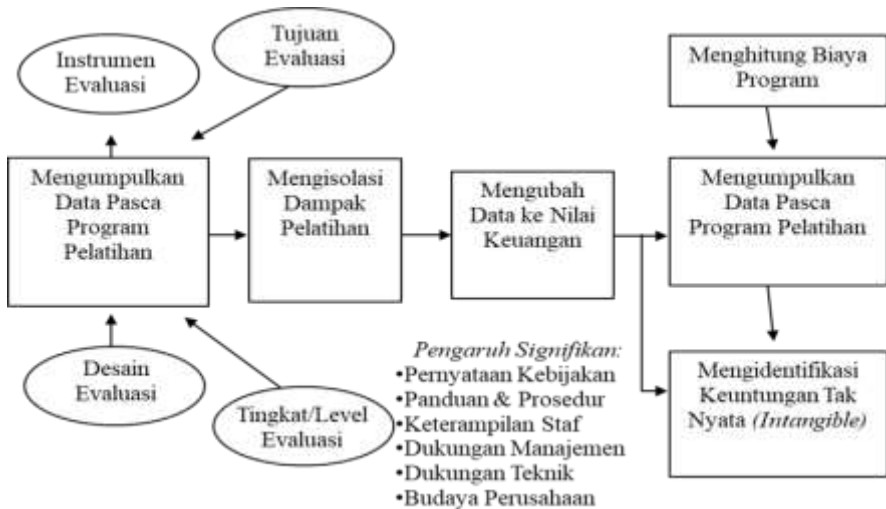 Instrumen
Evaluasi
Tujuan
Evaluasi
Menghitung Biaya
Program
Mengumpulkan
Data Pasca
Program
Pelatihan
Mengisolasi
Dampak
Pelatihan
Mengubah
Data ke Nilai
Keuangan
Mengumpulkan
Data Pasca
Program Pelatihan
Desain
Evaluasi
Tingkat/Level
Evaluasi
Pengaruh Signifikan:
•Pernyataan Kebijakan
•Panduan & Prosedur
•Keterampilan Staf
•Dukungan Manajemen
•Dukungan Teknik
•Budaya Perusahaan
Mengidentifikasi
Keuntungan Tak
Nyata (Intangible)